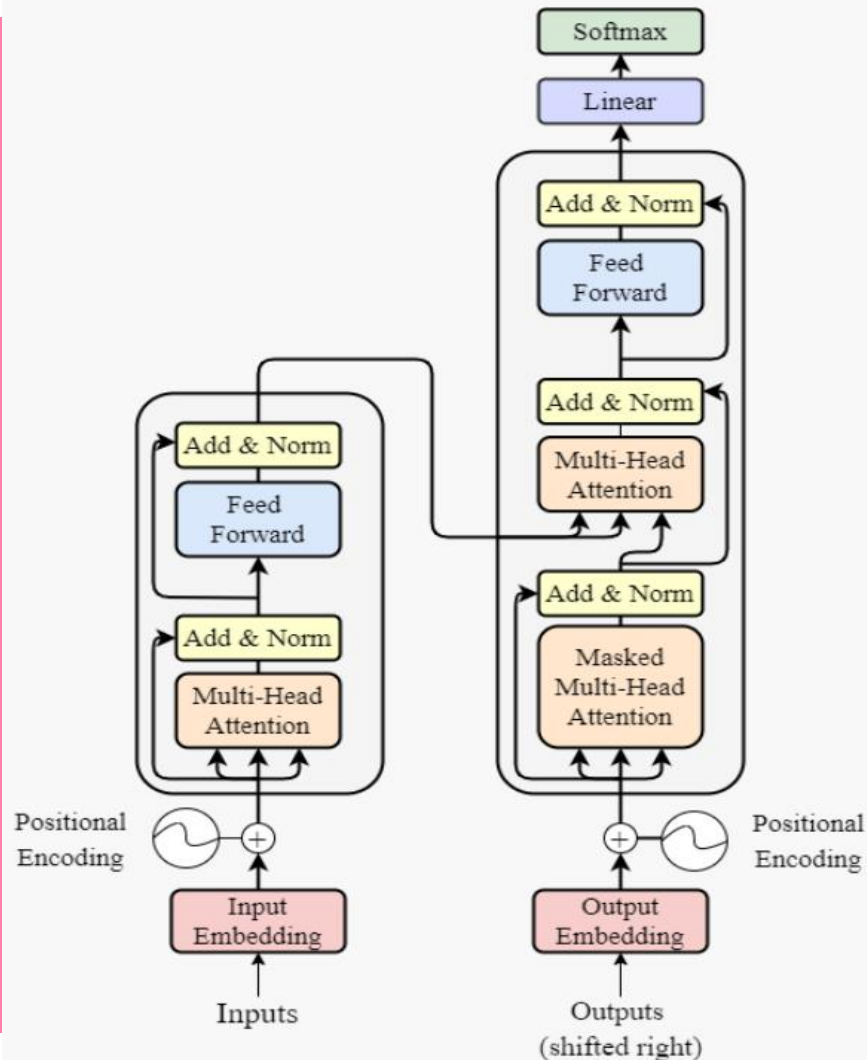 Softmax
Linear
Add & Norm
Feed
Forward
Add & Norm
Multi-Head
Attention
Add & Norm
Masked
Multi-Head
Attention
Add & Norm
Feed
Forward
Add & Norm
Multi-Head
Attention
Positional
Encoding
+
+
Positional
Encoding
Input
Embedding
Output
Embedding
Inputs
Outputs
(shifted right)